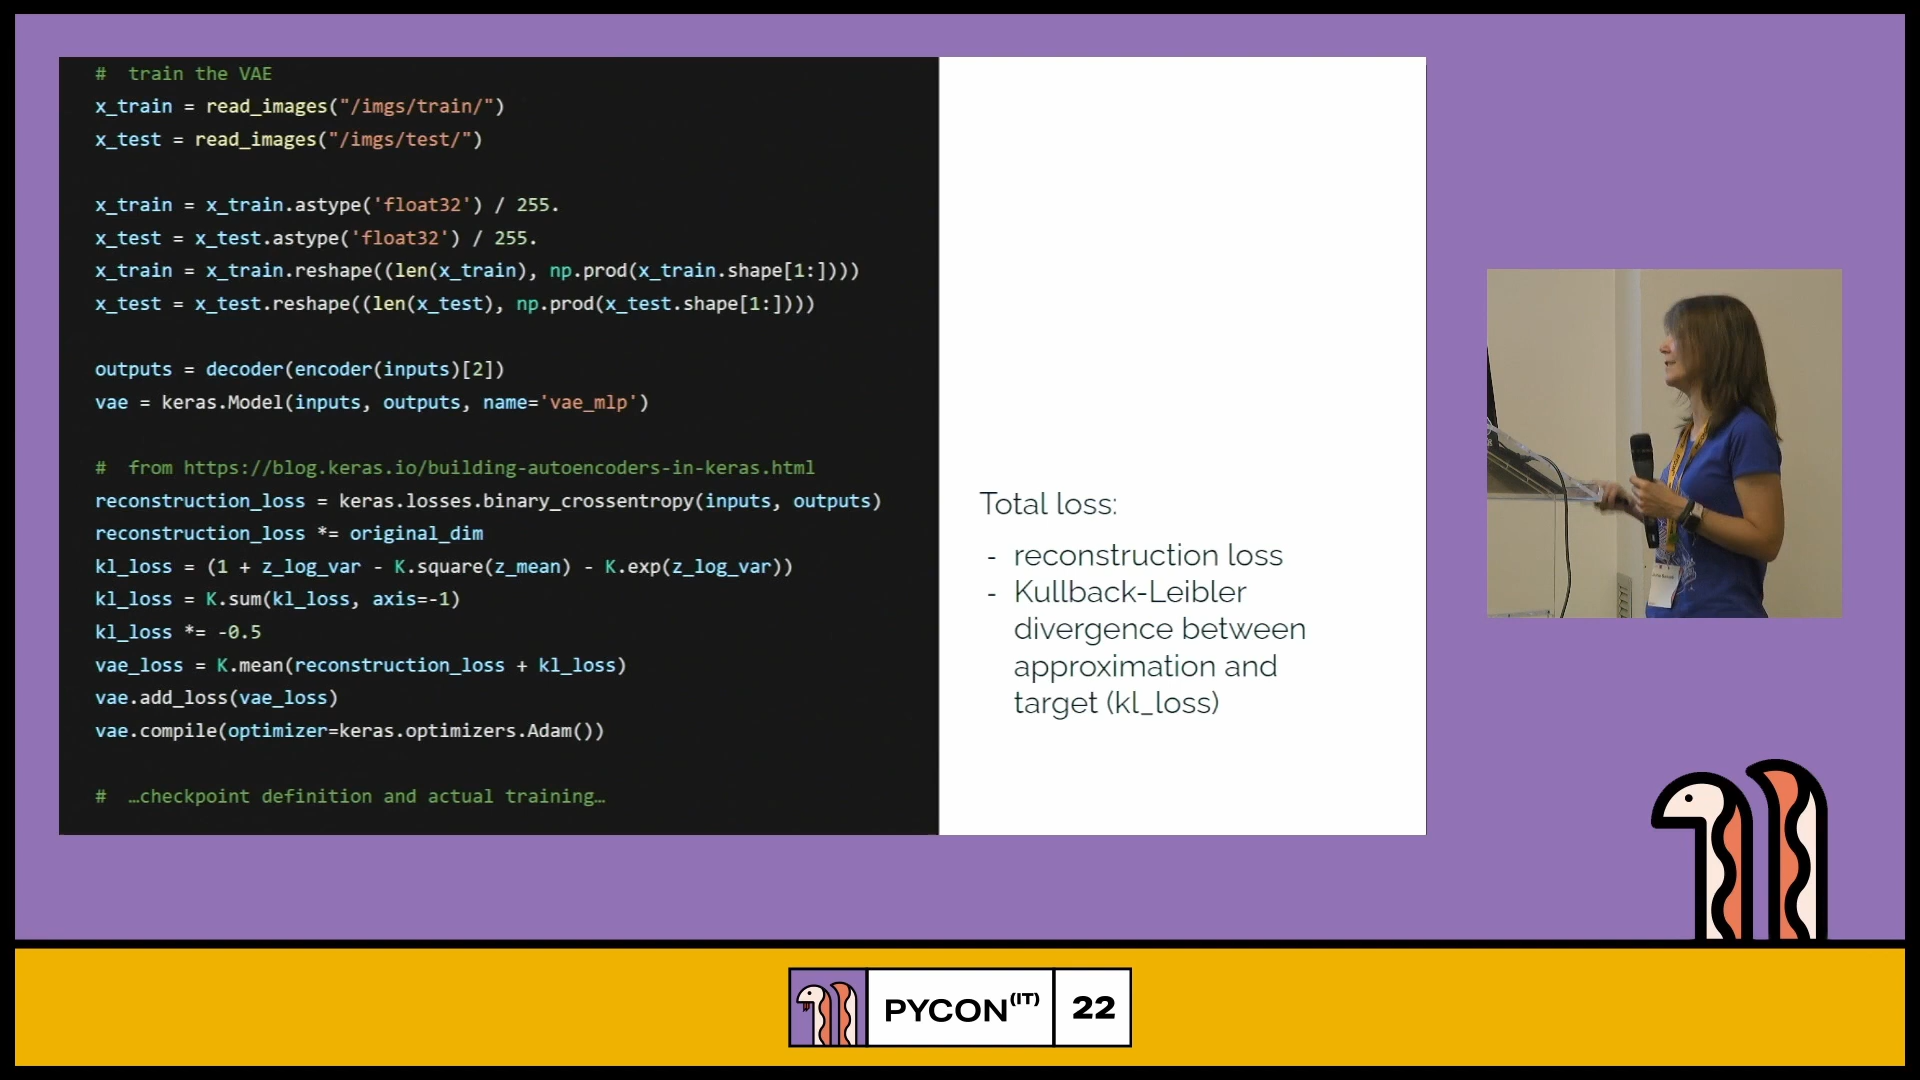 #  train the VAE
x_train = read_images("/imgs/train/")
x_test = read_images("/imgs/test/")
x_train = x_train.astype('float32') / 255.
x_test = x_test.astype('float32') / 255.
x_train = x_train.reshape((len(x_train), np.prod(x_train.shape[1:])))
x_test = x_test.reshape((len(x_test), np.prod(x_test.shape[1:])))
outputs = decoder(encoder(inputs)[2])
vae = keras.Model(inputs, outputs, name='vae_mlp')
#  from https://blog.keras.io/building-autoencoders-in-keras.html
reconstruction_loss = keras.losses.binary_crossentropy(inputs, outputs)
reconstruction_loss *= original_dim
kl_loss = (1 + z_log_var - K.square(z_mean) - K.exp(z_log_var))
kl_loss = K.sum(kl_loss, axis=-1)
kl_loss *= -0.5
vae_loss = K.mean(reconstruction_loss + kl_loss)
vae.add_loss(vae_loss)
vae.compile(optimizer=keras.optimizers.Adam())
#  …checkpoint definition and actual training…
Total loss:
- reconstruction loss
- Kullback-Leibler
divergence between
approximation and
target (kl_loss)
PYCON(IT) 22